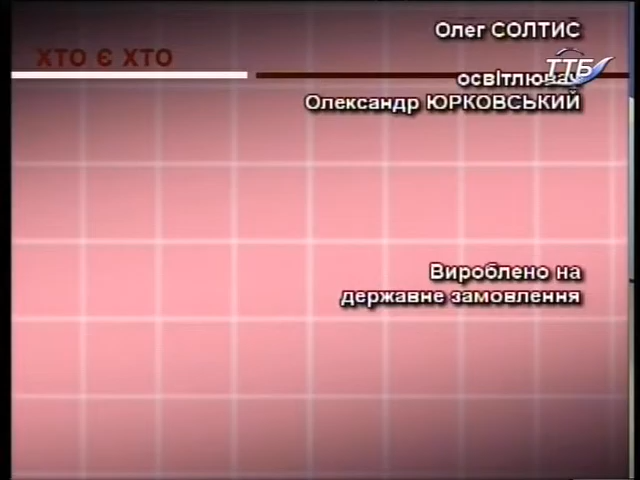 Олег СОЛТИС
ХТО Є ХТО
ТТБ
освітлювач
Олександр ЮРКОВСЬКИЙ
Вироблено на
державне замовлення